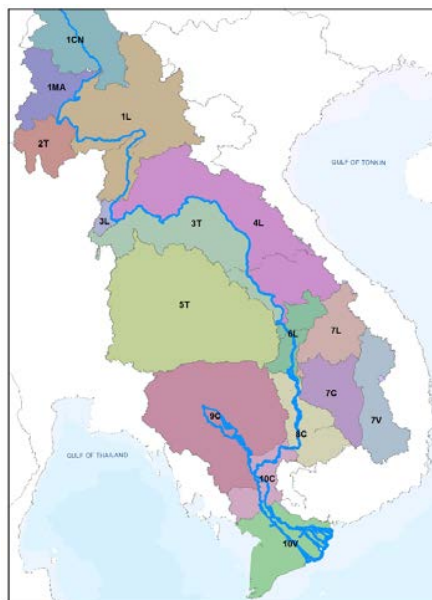 1CN
1MA
1L
2T
GULF OF TONKIN
3L
3T
4L
5T
6L
7L
7C
7V
9C
8C
GULF OF THAILAND
10C
10V